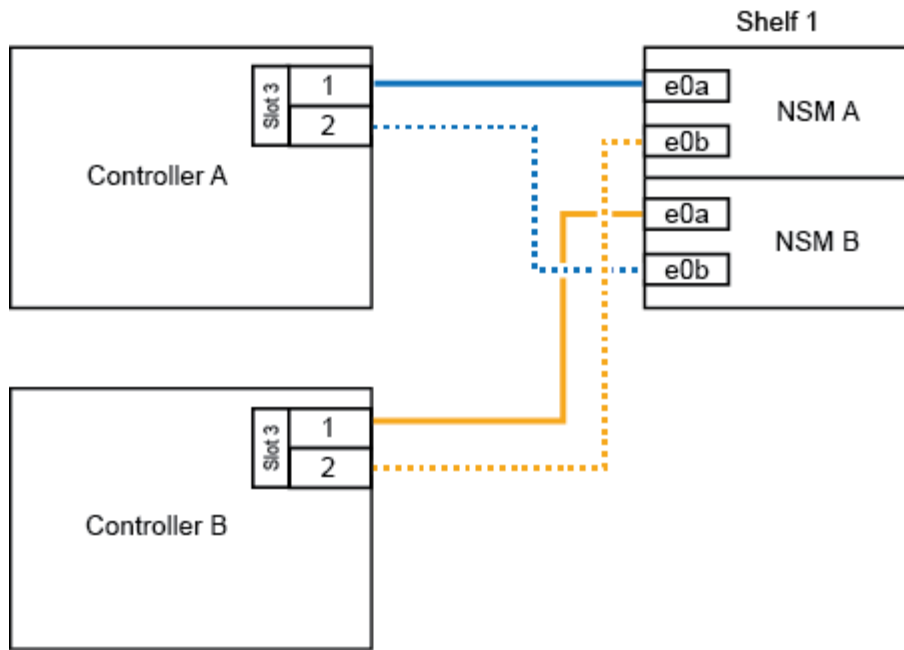 Shelf 1
Slot 3
1
2
Controller A
e0a
e0b
NSM A
e0a
e0b
NSM B
Slot 3
1
2
Controller B